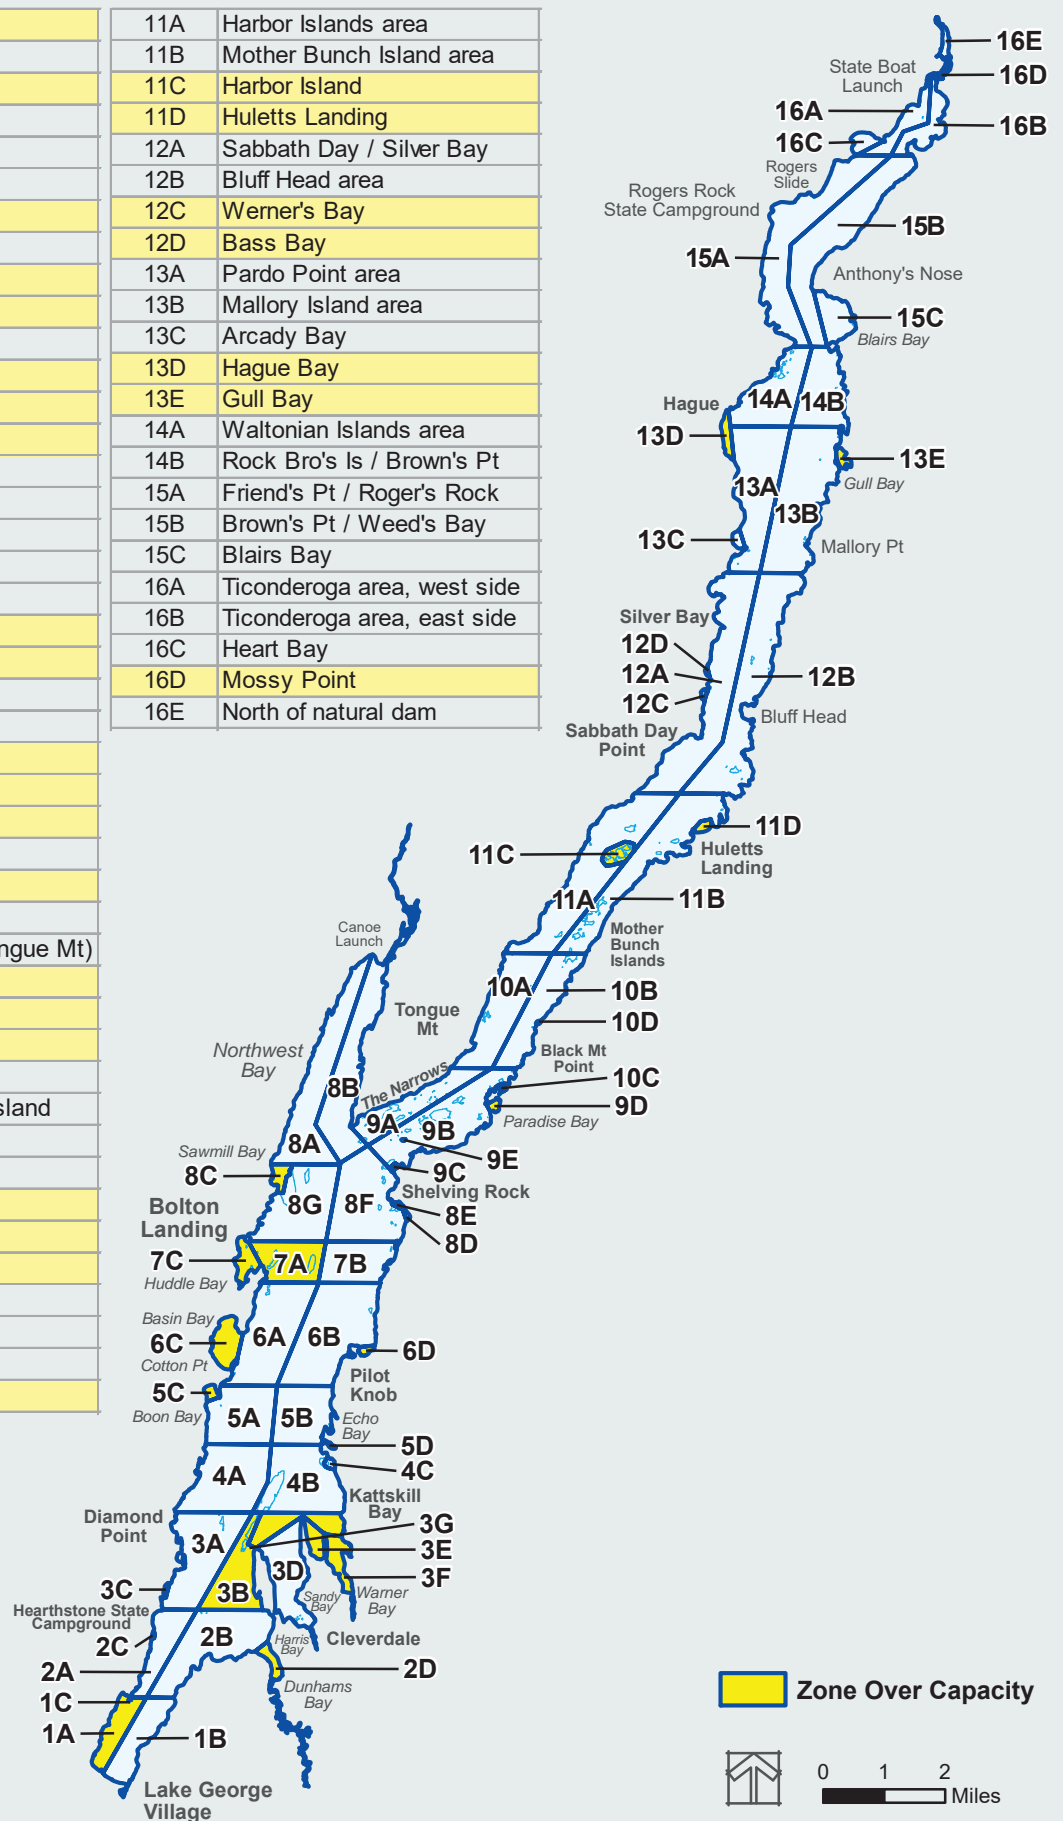 11A Harbor Islands area
11B Mother Bunch Island area
11C Harbor Island
11D Huletts Landing
12A Sabbath Day / Silver Bay
12B Bluff Head area
12C Werner's Bay
12D Bass Bay
13A Pardo Point area
13B Mallory Island area
13C Arcady Bay
13D Hague Bay
13E Gull Bay
14A Waltonian Islands area
14B Rock Bro's Is / Brown's Pt
15A Friend's Pt / Roger's Rock
15B Brown's Pt / Weed's Bay
15C Blairs Bay
16A Ticonderoga area, west side
16B Ticonderoga area, east side
16C Heart Bay
16D Mossy Point
16E North of natural dam
ngue Mt)
sland
16E
State Boat
Launch
16D
16A
16B
16C
Rogers
Slide
Rogers Rock
State Campground
15B
15A
Anthony's Nose
15C
Blairs Bay
14A 14B
Hague
13D
13E
Gull Bay
13A
13B
13C
Mallory Pt
Silver Bay
12D
12A
12B
12C
Bluff Head
Sabbath Day
Point
11D
11C
Huletts
Landing
11A
11B
Mother
Bunch
Islands
Canoe
Launch
10A
10B
Tongue
Mt
10D
Black Mt
Point
Northwest
Bay
The Narrows
10C
8B
9D
Paradise Bay
9A
9B
8A
Sawmill Bay
9E
8C
9C
Shelving Rock
8G
8F
Bolton
Landing
8E
8D
7C
7A
7B
Huddle Bay
Basin Bay
6C
6A
6B
6D
Cotton Pt
Pilot
Knob
5C
Boon Bay
5A
5B
Echo
Bay
5D
4C
4A
4B
Kattskill
Bay
Diamond
Point
3G
3A
3E
3D
3F
3C
3B
Sandy
Bay
Warner
Bay
Hearthstone State
Campground
2C
2B
Harris
Bay
Cleverdale
2A
2D
Dunhams
Bay
1C
1A
1B
Lake George
Village
Zone Over Capacity
0 1 2
Miles